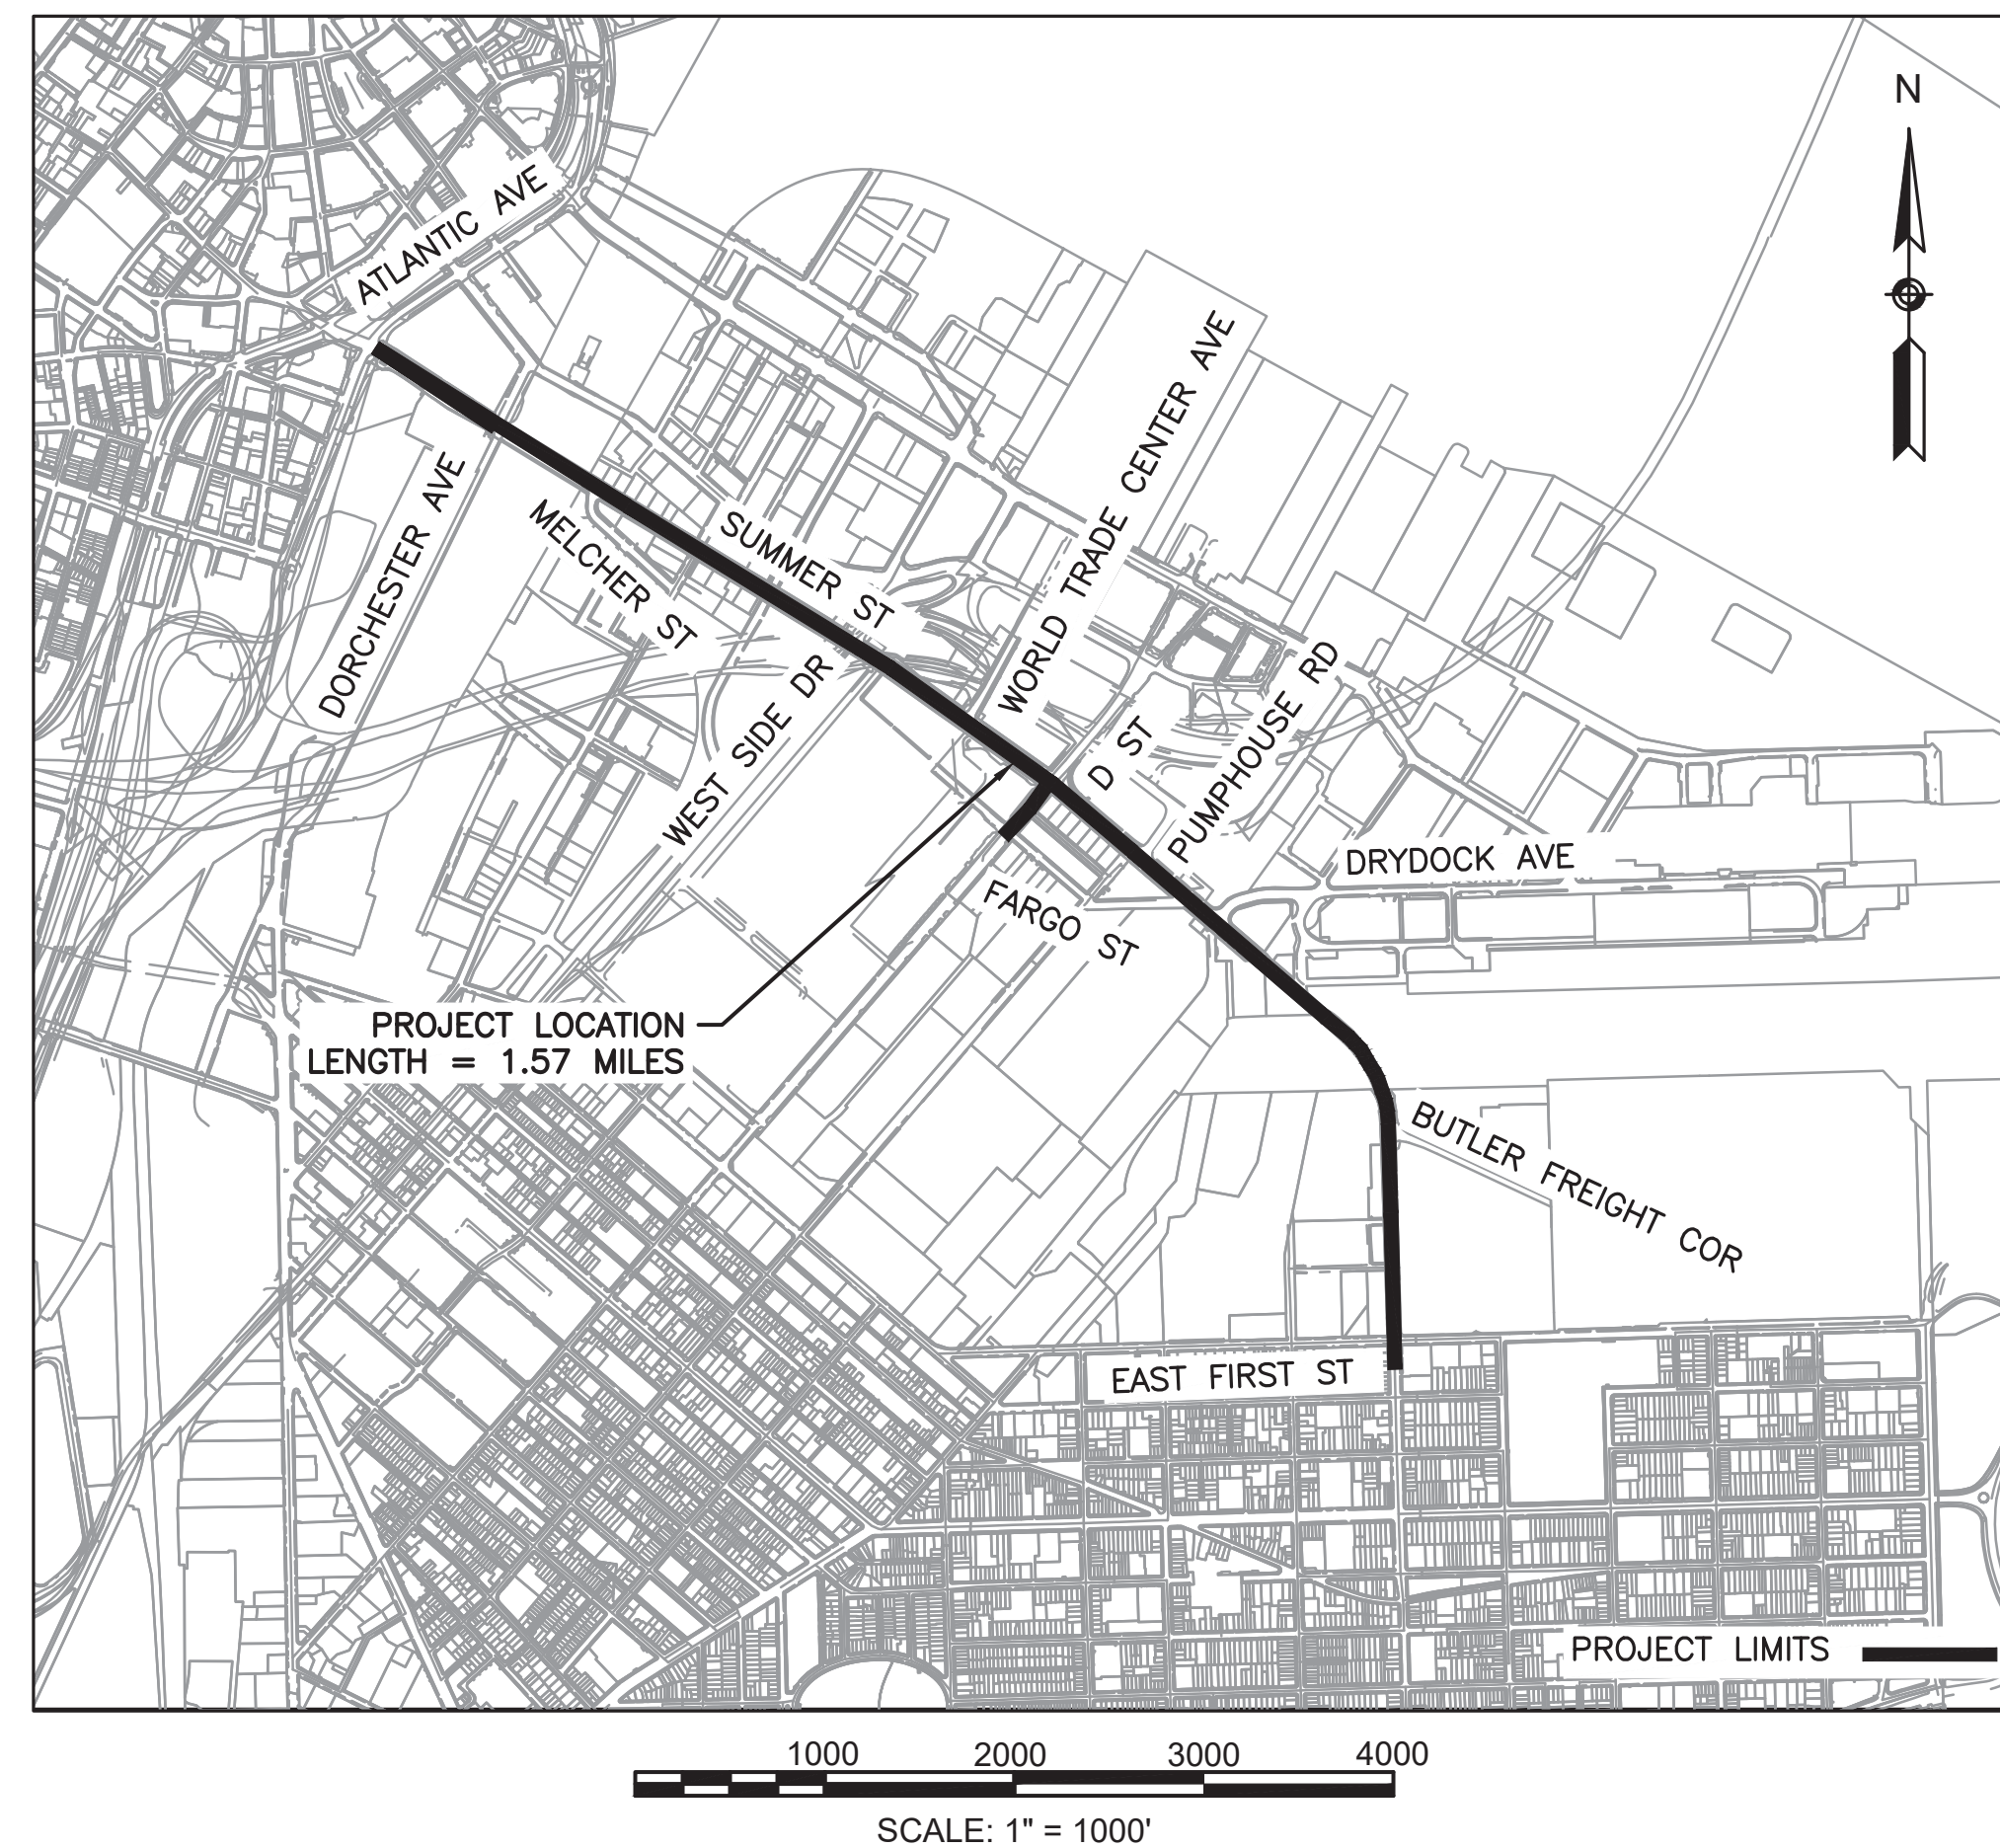 N
ATLANTIC AVE
WORLD TRADE CENTER AVE
DORCHESTER AVE
MELCHER ST
SUMMER ST
WEST SIDE DR
D ST
PUMPHOUSE RD
DRYDOCK AVE
FARGO ST
PROJECT LOCATION
LENGTH = 1.57 MILES
BUTLER FREIGHT COR
EAST FIRST ST
PROJECT LIMITS
1000 2000 3000 4000
SCALE: 1" = 1000'